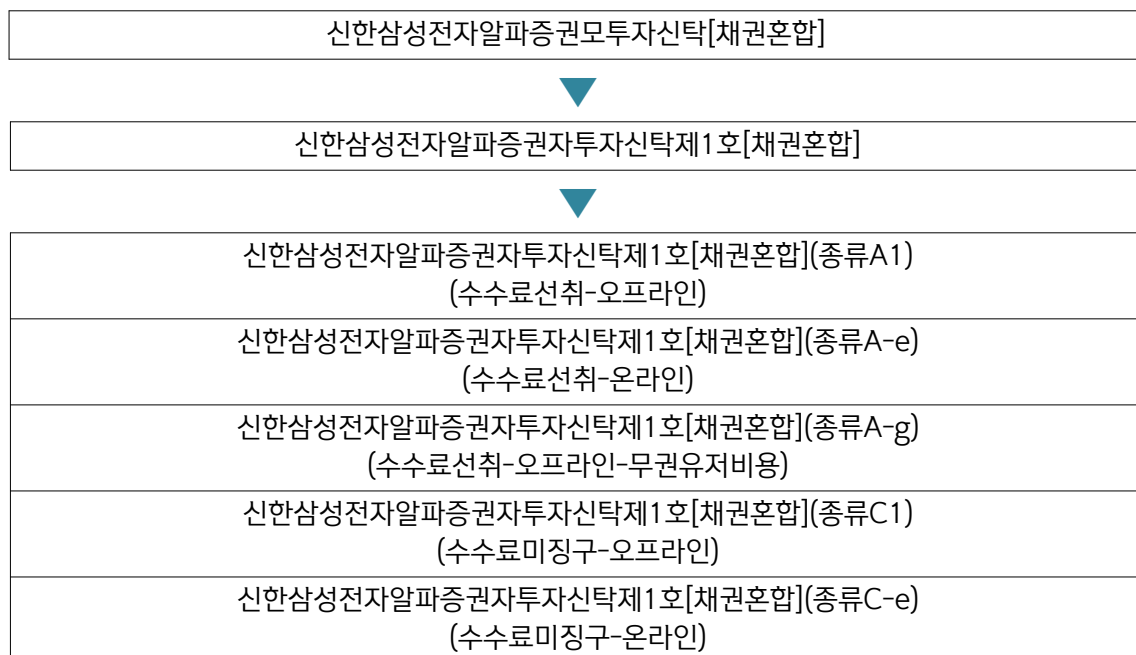 신한삼성전자알파증권모투자신탁[채권혼합]
신한삼성전자알파증권자투자신탁제1호[채권혼합]
신한삼성전자알파증권자투자신탁제1호[채권혼합](종류A1)
(수수료선취-오프라인)
신한삼성전자알파증권자투자신탁제1호[채권혼합](종류A-e)
(수수료선취-온라인)
신한삼성전자알파증권자투자신탁제1호[채권혼합](종류A-g)
(수수료선취-오프라인-무권유저비용)
신한삼성전자알파증권자투자신탁제1호[채권혼합](종류C1)
(수수료미징구-오프라인)
신한삼성전자알파증권자투자신탁제1호[채권혼합](종류C-e)
(수수료미징구-온라인)